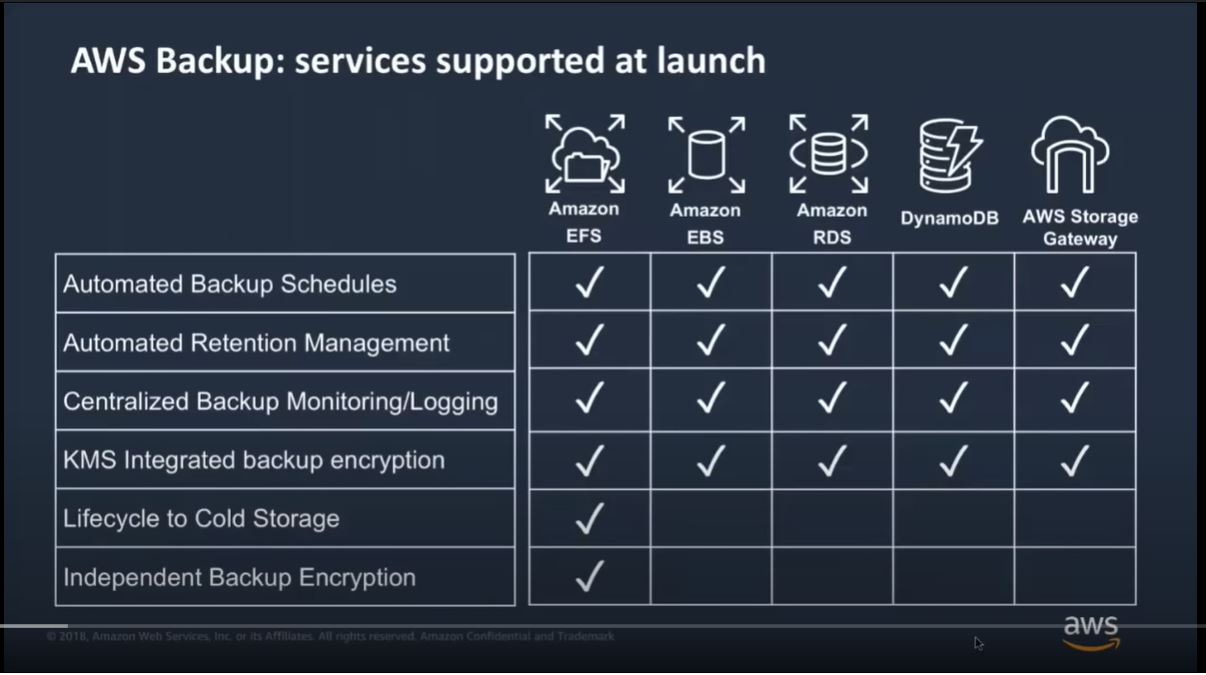 AWS Backup: services supported at launch
Amazon
EFS
Amazon
EBS
Amazon
RDS
DynamoDB
AWS Storage
Gateway
Automated Backup Schedules ✓ ✓ ✓ ✓ ✓
Automated Retention Management ✓ ✓ ✓ ✓ ✓
Centralized Backup Monitoring/Logging ✓ ✓ ✓ ✓ ✓
KMS Integrated backup encryption ✓ ✓ ✓ ✓ ✓
Lifecycle to Cold Storage ✓
Independent Backup Encryption ✓
© 2018, Amazon Web Services, Inc. or its Affiliates. All rights reserved. Amazon Confidential and Trademark
aws